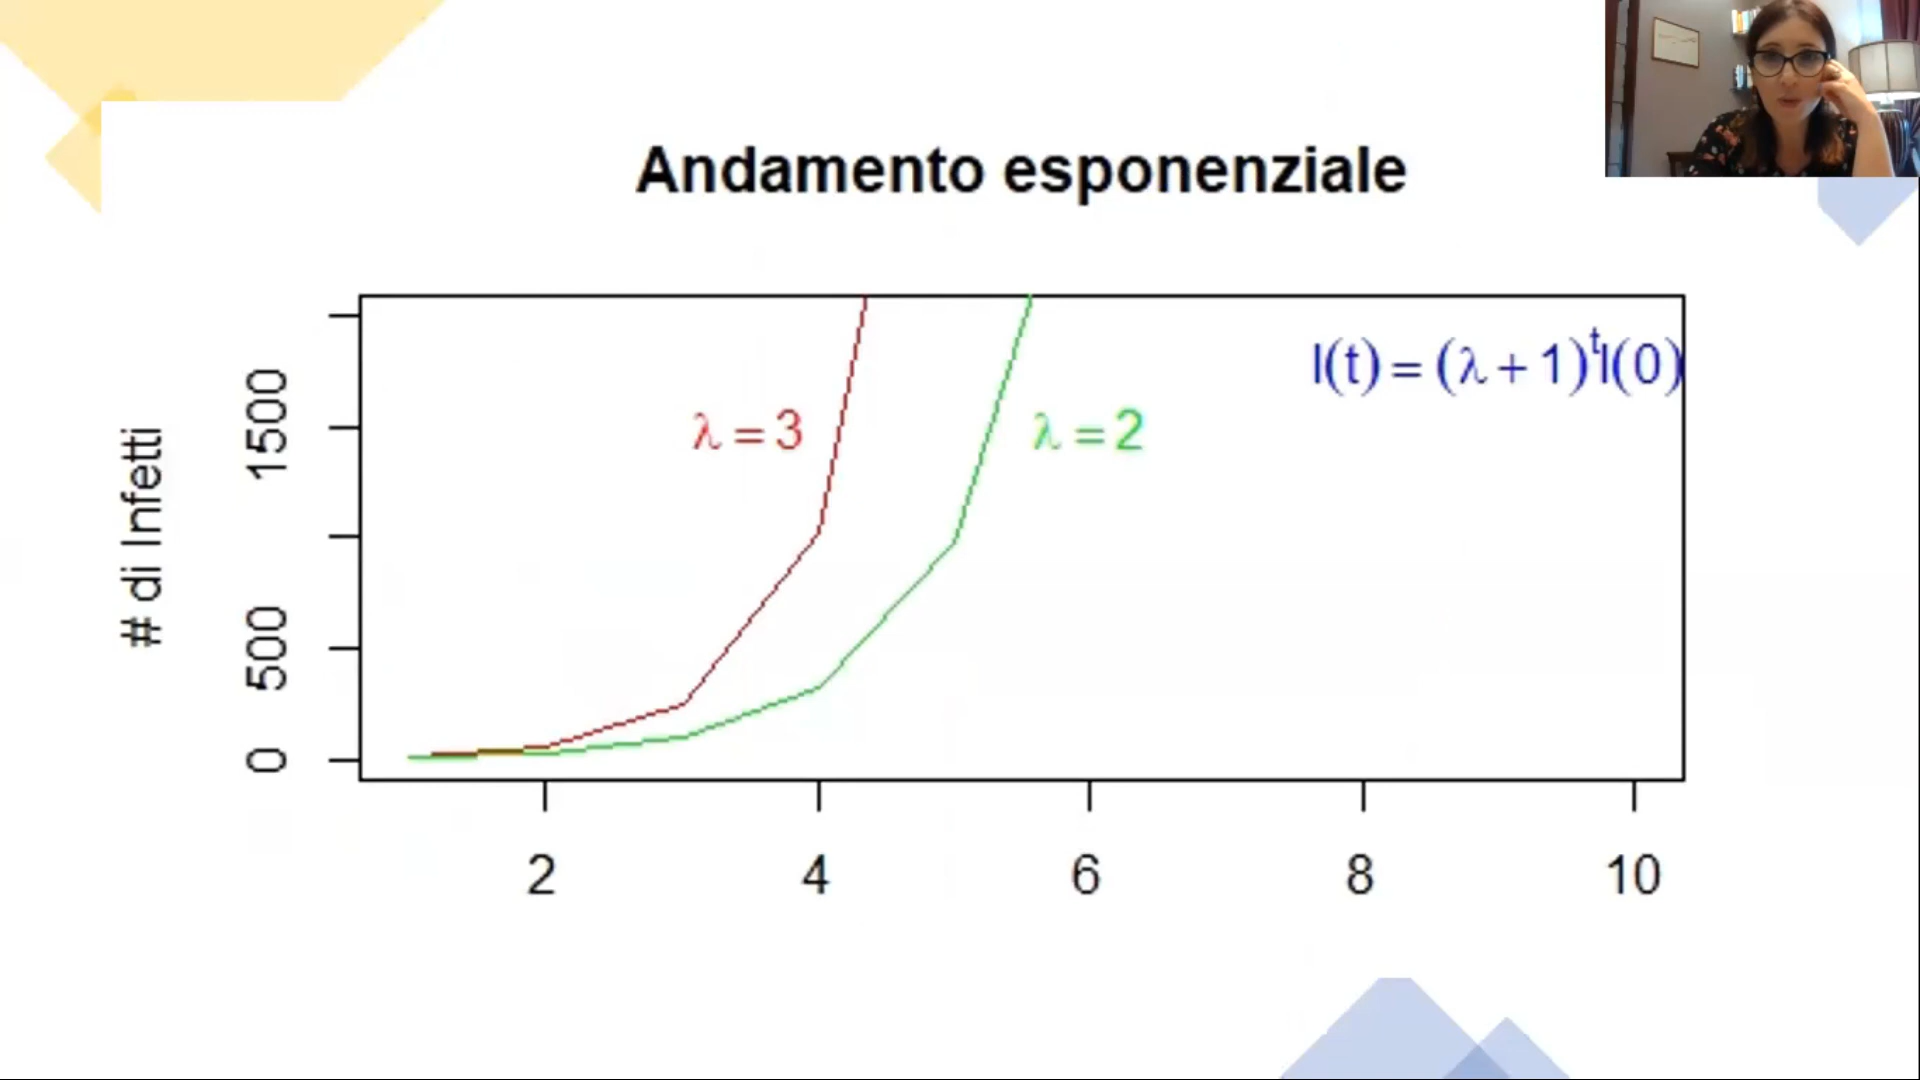 Andamento esponenziale
I(t) = (λ + 1)ᵗI(0)
λ = 3
λ = 2
# di Infetti
1500
500
0
2 4 6 8 10